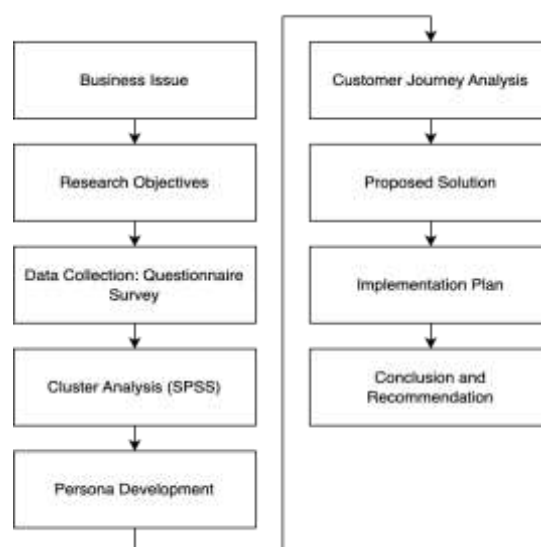 Business Issue
Research Objectives
Data Collection: Questionnaire
Survey
Cluster Analysis (SPSS)
Persona Development
Customer Journey Analysis
Proposed Solution
Implementation Plan
Conclusion and
Recommendation